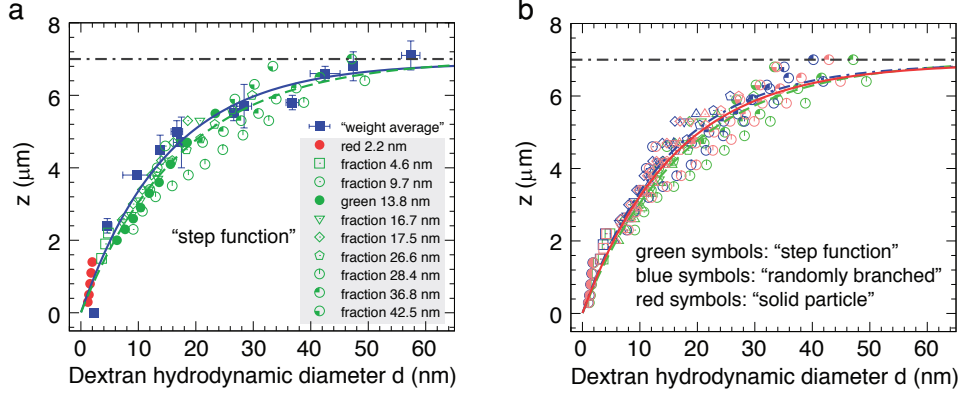 a
8
6
4
2
0
z (μm)
"weight average"
red 2.2 nm
fraction 4.6 nm
fraction 9.7 nm
green 13.8 nm
fraction 16.7 nm
fraction 17.5 nm
fraction 26.6 nm
fraction 28.4 nm
fraction 36.8 nm
fraction 42.5 nm
"step function"
0 10 20 30 40 50 60
Dextran hydrodynamic diameter d (nm)
b
8
6
4
2
0
z (μm)
green symbols: "step function"
blue symbols: "randomly branched"
red symbols: "solid particle"
0 10 20 30 40 50 60
Dextran hydrodynamic diameter d (nm)